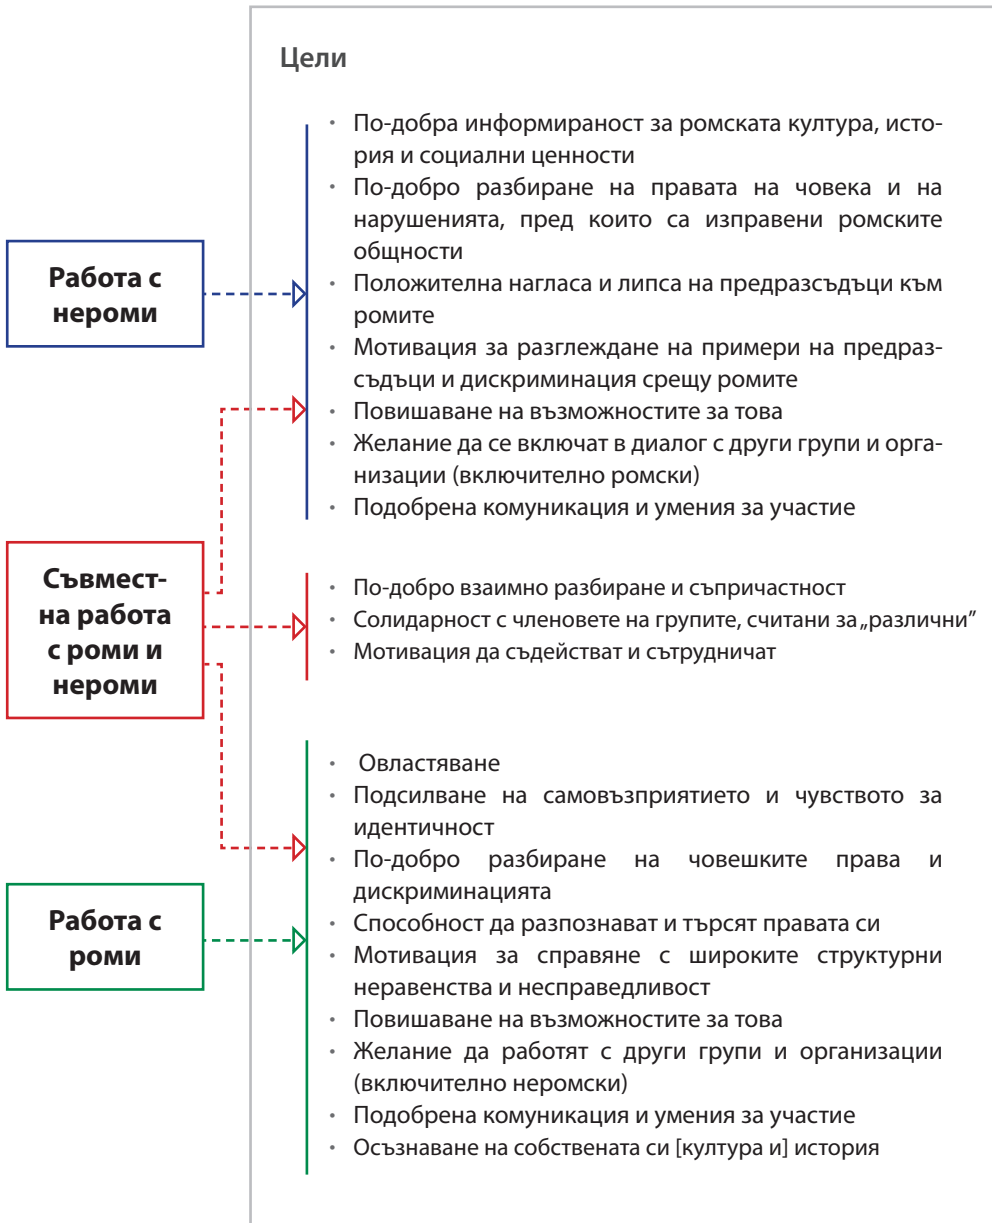 Цели
• По-добра информираност за ромската култура, исто-
рия и социални ценности
• По-добро разбиране на правата на човека и на
нарушенията, пред които са изправени ромските
общности
• Положителна нагласа и липса на предразсъдъци към
ромите
• Мотивация за разглеждане на примери на предраз-
съдъци и дискриминация срещу ромите
• Повишаване на възможностите за това
• Желание да се включат в диалог с други групи и орга-
низации (включително ромски)
• Подобрена комуникация и умения за участие
Работа с
нероми
• По-добро взаимно разбиране и съпричастност
• Солидарност с членовете на групите, считани за „различни”
• Мотивация да съдействат и сътрудничат
Съвмест-
на работа
с роми и
нероми
• Овластяване
• Подсилване на самовъзприятието и чувството за
идентичност
• По-добро разбиране на човешките права и
дискриминацията
• Способност да разпознават и търсят правата си
• Мотивация за справяне с широките структурни
неравенства и несправедливост
• Повишаване на възможностите за това
• Желание да работят с други групи и организации
(включително неромски)
• Подобрена комуникация и умения за участие
• Осъзнаване на собствената си [култура и] история
Работа с
роми